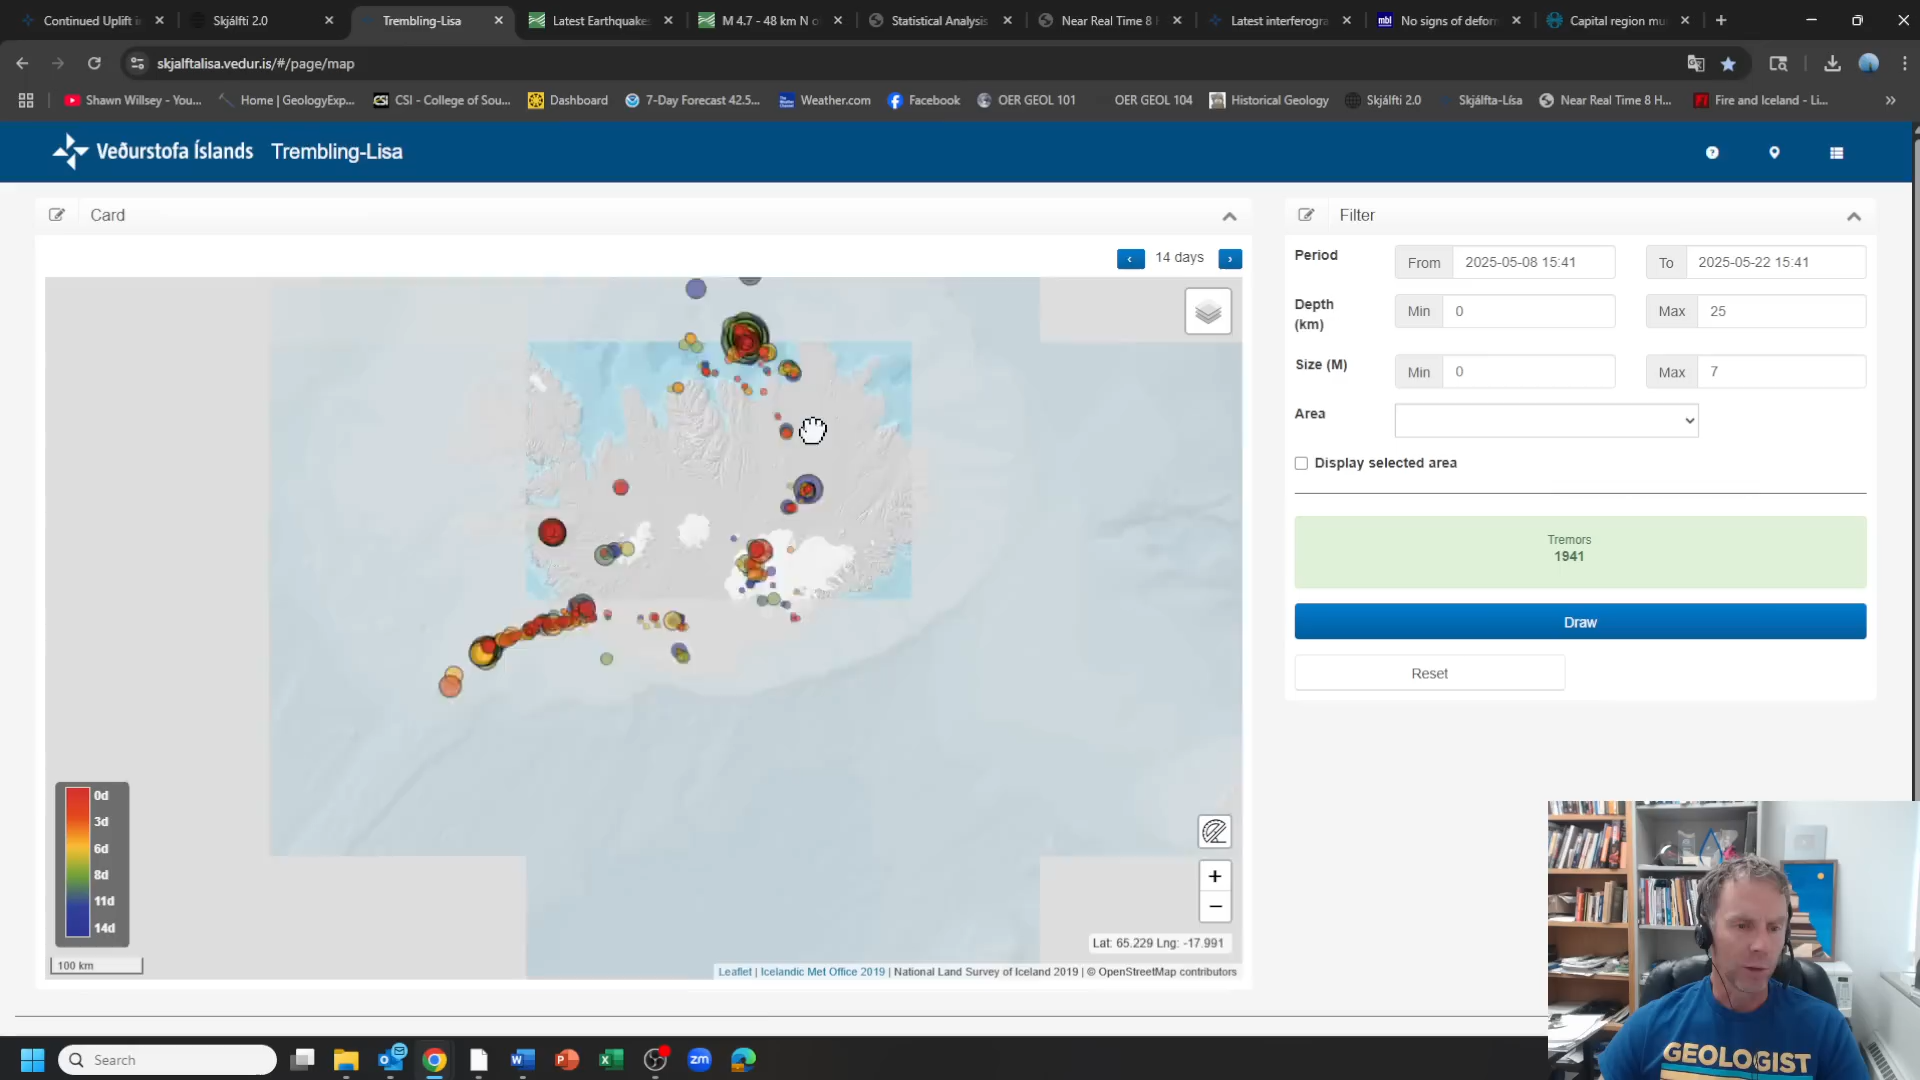 Continued Uplift i
Skjálfti 2.0
Trembling-Lísa
Latest Earthquakes
M 4.7 - 48 km N o
Statistical Analysis
Near Real Time 8 H
Latest interferogra
mbl
No signs of deform
Capital region mu
skjalftalisa.vedur.is/#/page/map
Shawn Willsey - You...
Home | GeologyExp...
CSI - College of Sou...
Dashboard
7-Day Forecast 42.5...
Weather.com
Facebook
OER GEOL 101
OER GEOL 104
Historical Geology
Skjálfti 2.0
Skjálfta-Lísa
Near Real Time 8 H...
Fire and Iceland - Li...
Veðurstofa Íslands
Trembling-Lisa
Card
Filter
14 days
Period
From
2025-05-08 15:41
To
2025-05-22 15:41
Depth (km)
Min
0
Max
25
Size (M)
Min
0
Max
7
Area
Display selected area
Tremors
1941
Draw
Reset
0d
3d
6d
8d
11d
14d
100 km
Lat: 65.229 Lng: -17.991
Leaflet | Icelandic Met Office 2019 | National Land Survey of Iceland 2019 | © OpenStreetMap contributors
Search
GEOLOGIST